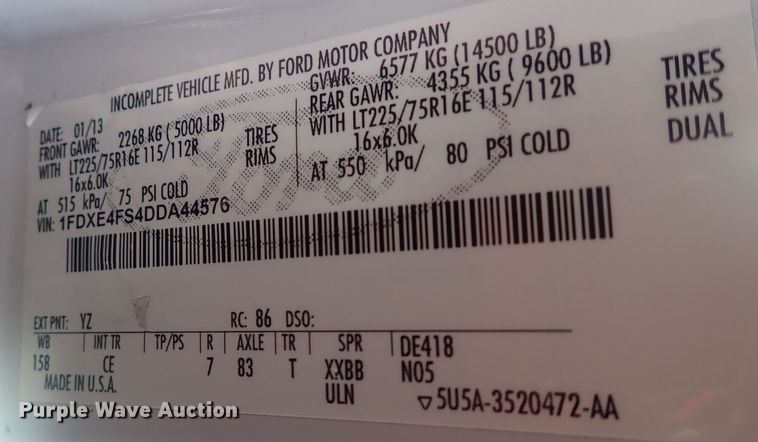 INCOMPLETE VEHICLE MFD. BY FORD MOTOR COMPANY
DATE: 01/13 GVWR: 6577 KG (14500 LB)
FRONT GAWR: 2268 KG (5000 LB) REAR GAWR: 4355 KG ( 9600 LB)
WITH LT225/75R16E 115/112R TIRES WITH LT225/75R16E 115/112R TIRES
16x6.0K RIMS 16x6.0K RIMS
AT 515 kPa/ 75 PSI COLD AT 550 kPa/ 80 PSI COLD DUAL
VIN: 1FDXE4FS4DDA44576
Ford
EXT PNT: YZ RC: 86 DSO:
WB INT TR TP/PS R AXLE TR SPR DE418
158 CE 7 83 T XXBB N05
MADE IN U.S.A. ULN ▽5U5A-3520472-AA
Purple Wave Auction